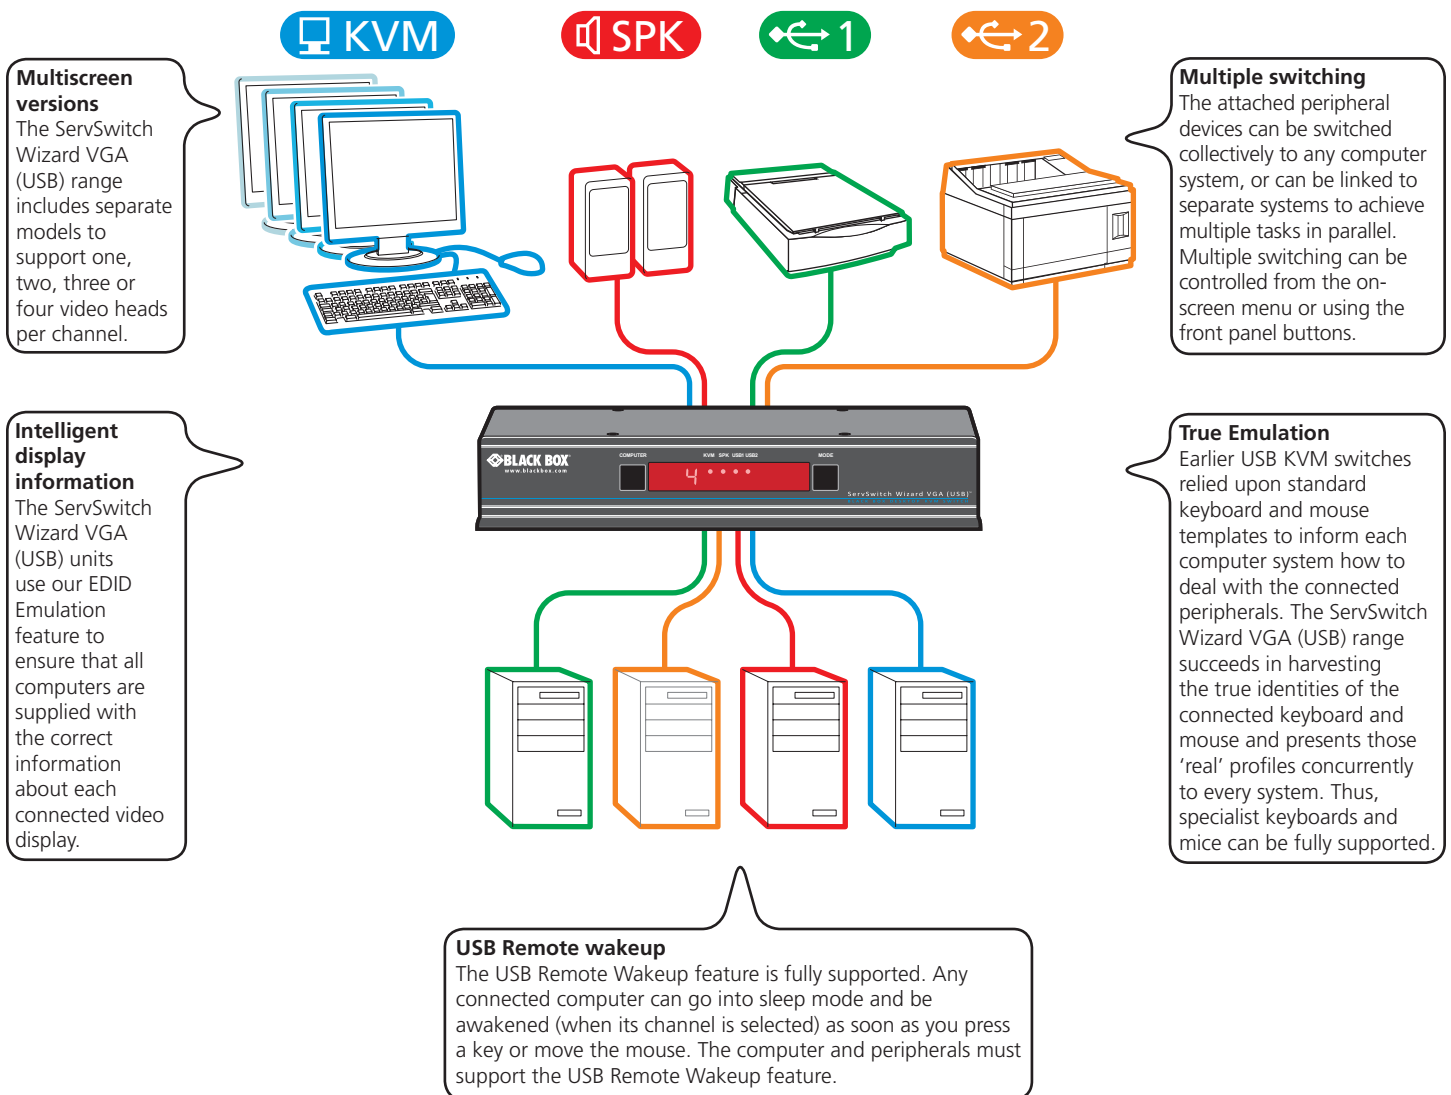 KVM
SPK
1
2
Multiscreen
versions
The ServSwitch
Wizard VGA
(USB) range
includes separate
models to
support one,
two, three or
four video heads
per channel.
Multiple switching
The attached peripheral
devices can be switched
collectively to any computer
system, or can be linked to
separate systems to achieve
multiple tasks in parallel.
Multiple switching can be
controlled from the on-
screen menu or using the
front panel buttons.
Intelligent
display
information
The ServSwitch
Wizard VGA
(USB) units
use our EDID
Emulation
feature to
ensure that all
computers are
supplied with
the correct
information
about each
connected video
display.
BLACK BOX
www.blackbox.com
COMPUTER
KVM SPK USB1 USB2
MODE
4
ServSwitch Wizard VGA (USB)
True Emulation
Earlier USB KVM switches
relied upon standard
keyboard and mouse
templates to inform each
computer system how to
deal with the connected
peripherals. The ServSwitch
Wizard VGA (USB) range
succeeds in harvesting
the true identities of the
connected keyboard and
mouse and presents those
‘real’ profiles concurrently
to every system. Thus,
specialist keyboards and
mice can be fully supported.
USB Remote wakeup
The USB Remote Wakeup feature is fully supported. Any
connected computer can go into sleep mode and be
awakened (when its channel is selected) as soon as you press
a key or move the mouse. The computer and peripherals must
support the USB Remote Wakeup feature.